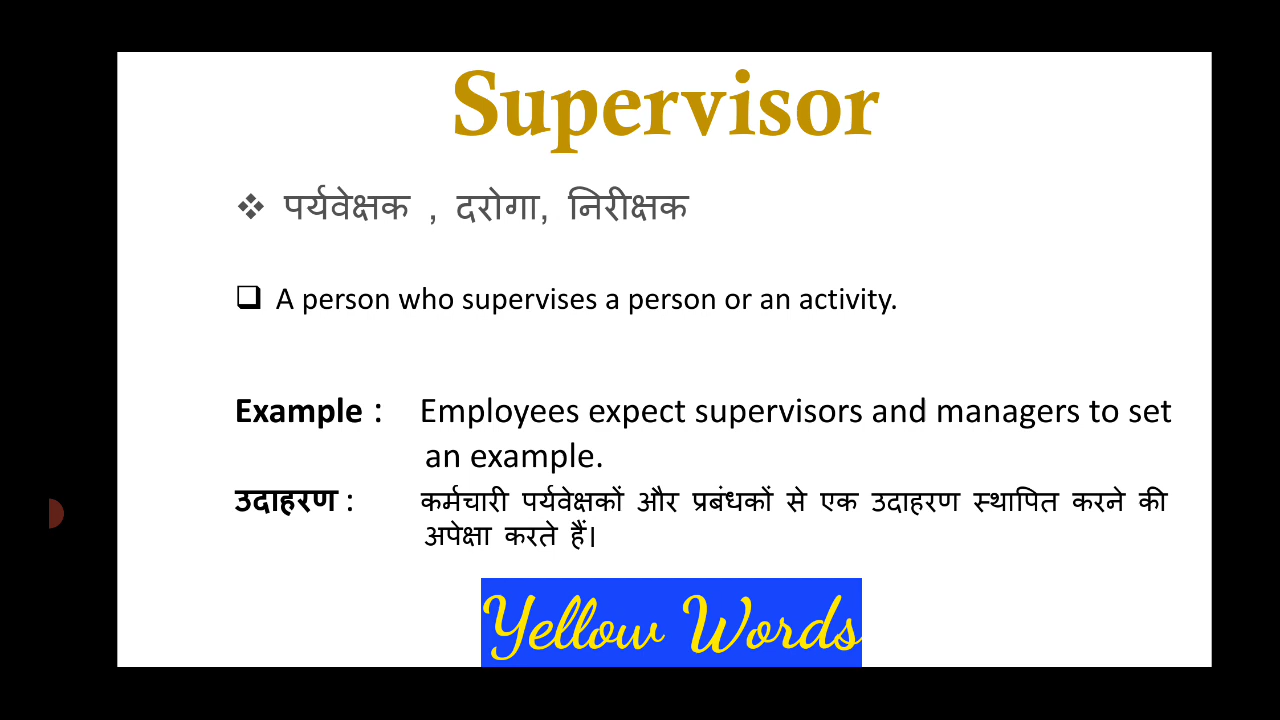 Supervisor
❖ पर्यवेक्षक , दरोगा, निरीक्षक
❑ A person who supervises a person or an activity.
Example : Employees expect supervisors and managers to set
an example.
उदाहरण : कर्मचारी पर्यवेक्षकों और प्रबंधकों से एक उदाहरण स्थापित करने की
अपेक्षा करते हैं।
Yellow Words